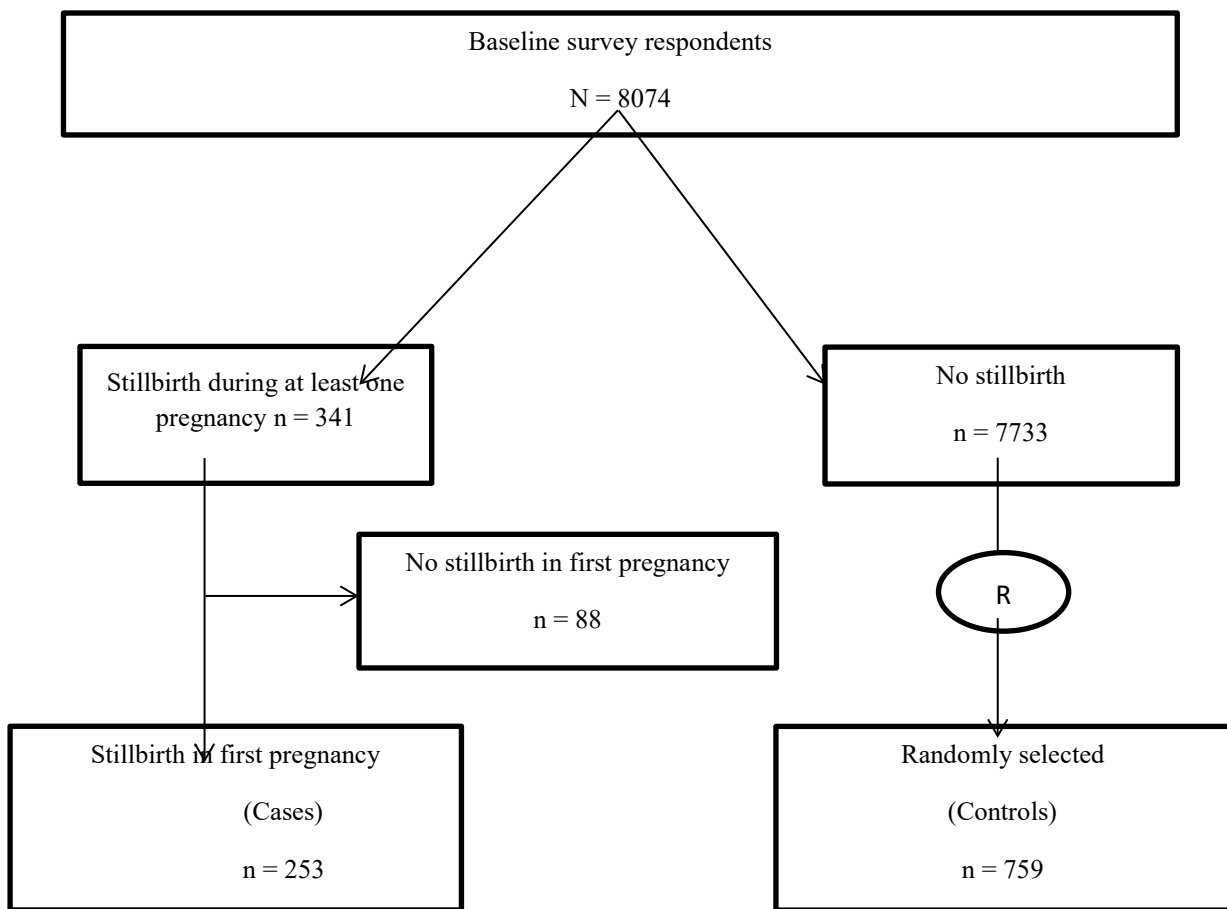 Baseline survey respondents
N = 8074
Stillbirth during at least one
pregnancy n = 341
No stillbirth
n = 7733
No stillbirth in first pregnancy
n = 88
R
Stillbirth in first pregnancy
(Cases)
n = 253
Randomly selected
(Controls)
n = 759